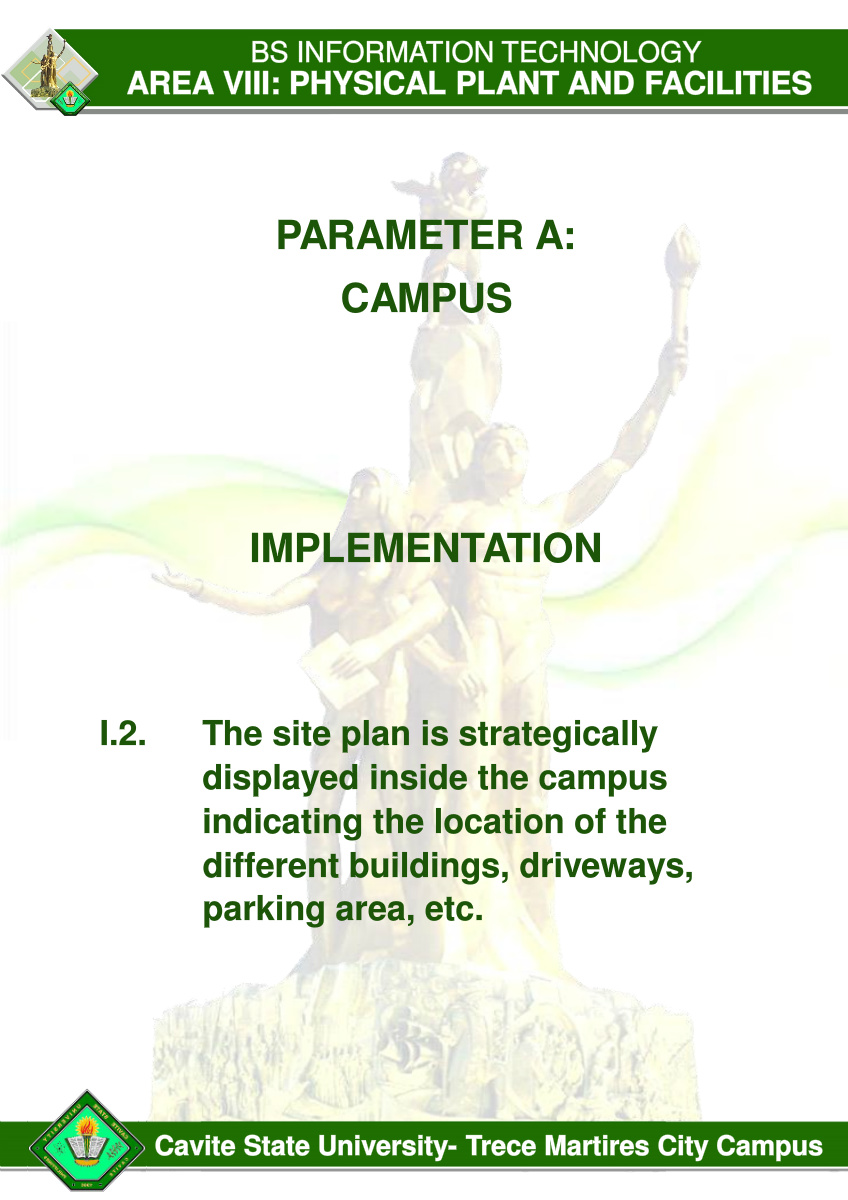 BS INFORMATION TECHNOLOGY
AREA VIII: PHYSICAL PLANT AND FACILITIES
PARAMETER A:
CAMPUS
IMPLEMENTATION
I.2. The site plan is strategically
displayed inside the campus
indicating the location of the
different buildings, driveways,
parking area, etc.
Cavite State University- Trece Martires City Campus